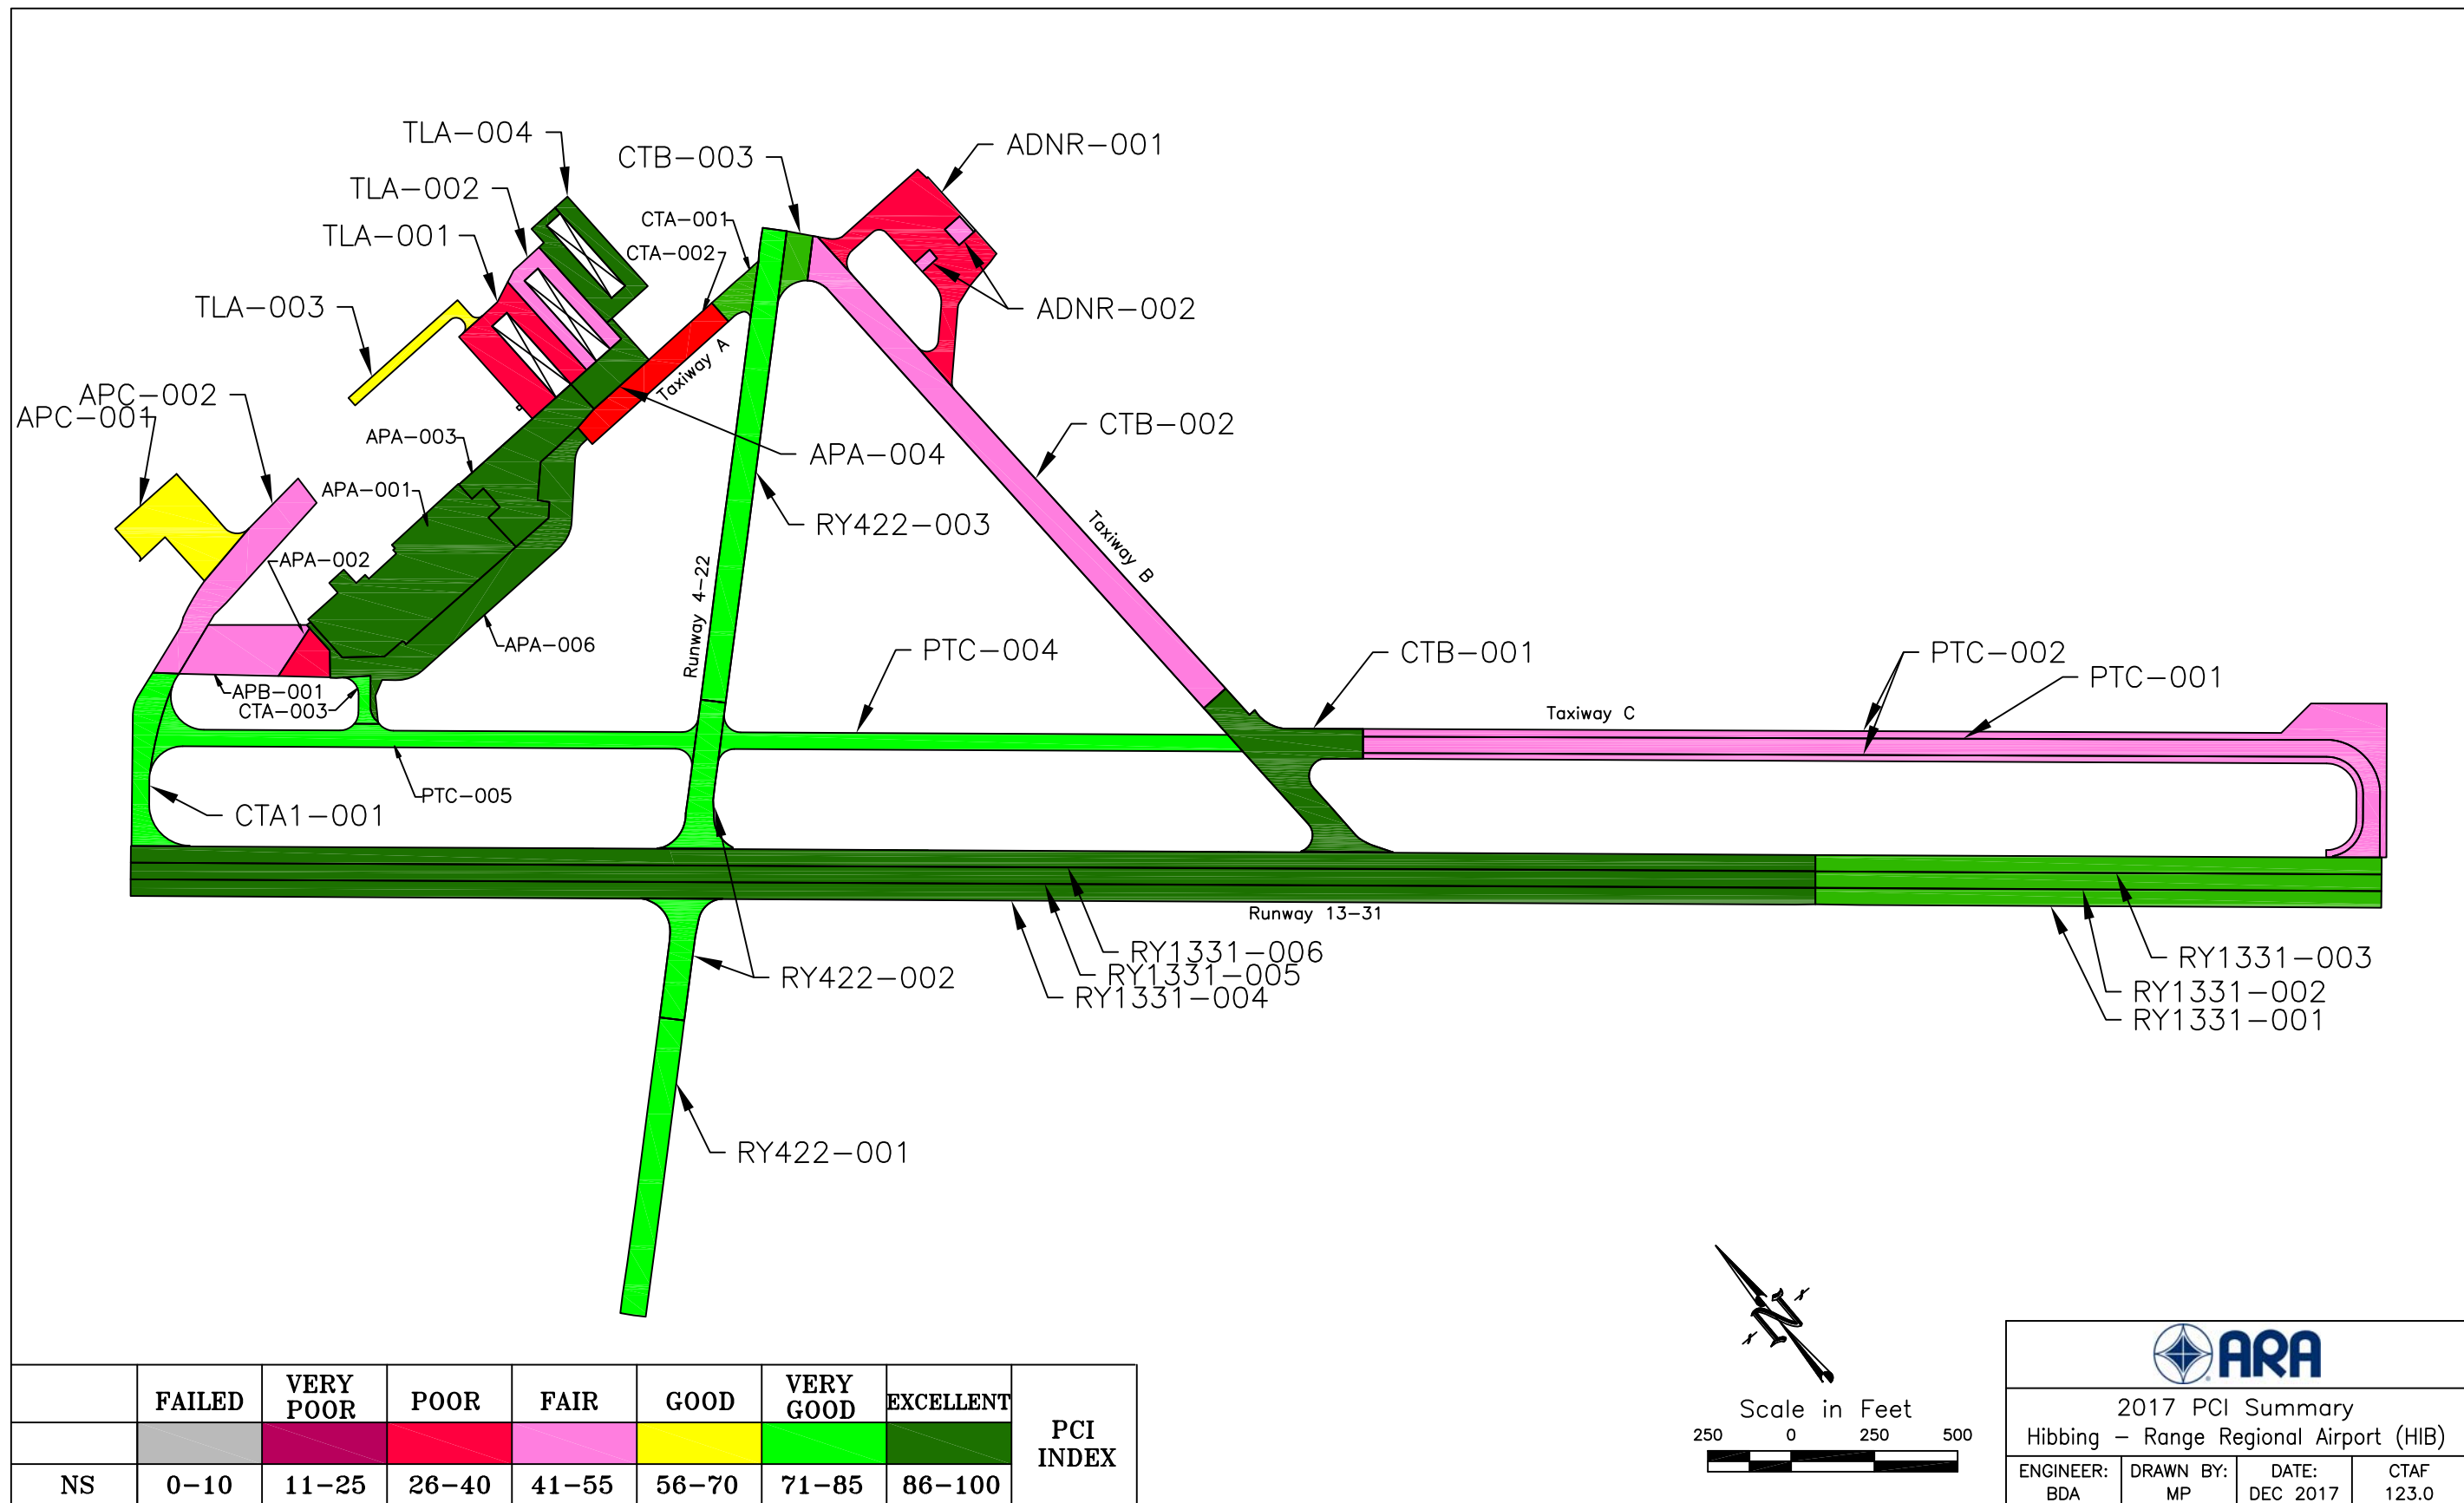 TLA-004
CTB-003
ADNR-001
TLA-002
CTA-001
TLA-001
CTA-002
TLA-003
ADNR-002
Taxiway A
APC-002
APC-001
CTB-002
APA-003
APA-004
APA-001
RY422-003
Taxiway B
APA-002
Runway 4-22
APA-006
PTC-004
CTB-001
PTC-002
PTC-001
APB-001
CTA-003
Taxiway C
PTC-005
CTA1-001
Runway 13-31
RY1331-006
RY1331-005
RY1331-004
RY422-002
RY1331-003
RY1331-002
RY1331-001
RY422-001
N
Scale in Feet
250 0 250 500
FAILED VERY POOR POOR FAIR GOOD VERY GOOD EXCELLENT PCI INDEX
NS 0-10 11-25 26-40 41-55 56-70 71-85 86-100
ARA
2017 PCI Summary
Hibbing - Range Regional Airport (HIB)
ENGINEER: DRAWN BY: DATE: CTAF
BDA MP DEC 2017 123.0